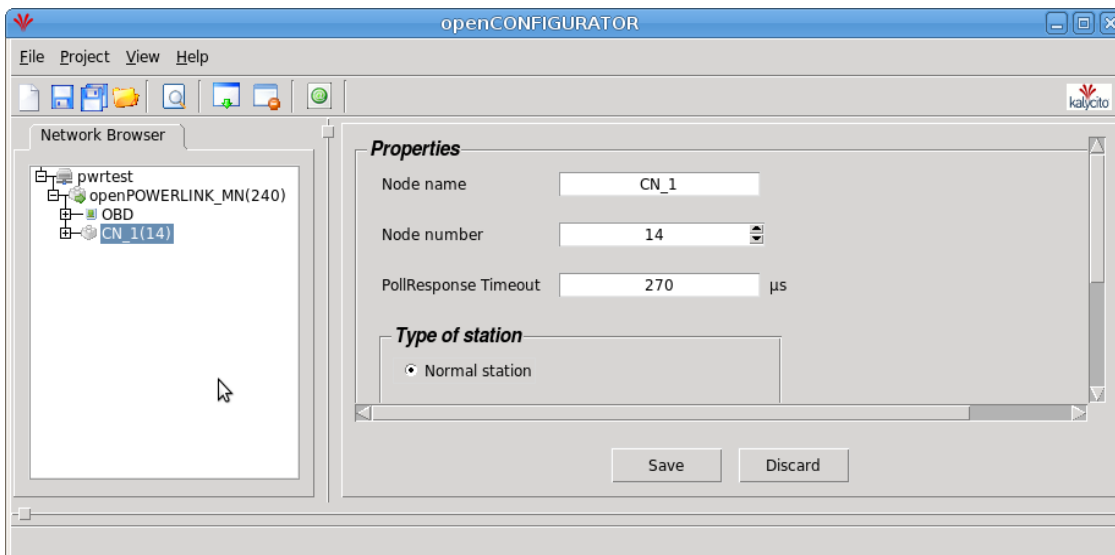 openCONFIGURATOR
File Project View Help
kalycito
Network Browser
pwrtest
openPOWERLINK_MN(240)
OBD
CN_1(14)
Properties
Node name CN_1
Node number 14
PollResponse Timeout 270 µs
Type of station
Normal station
Save Discard